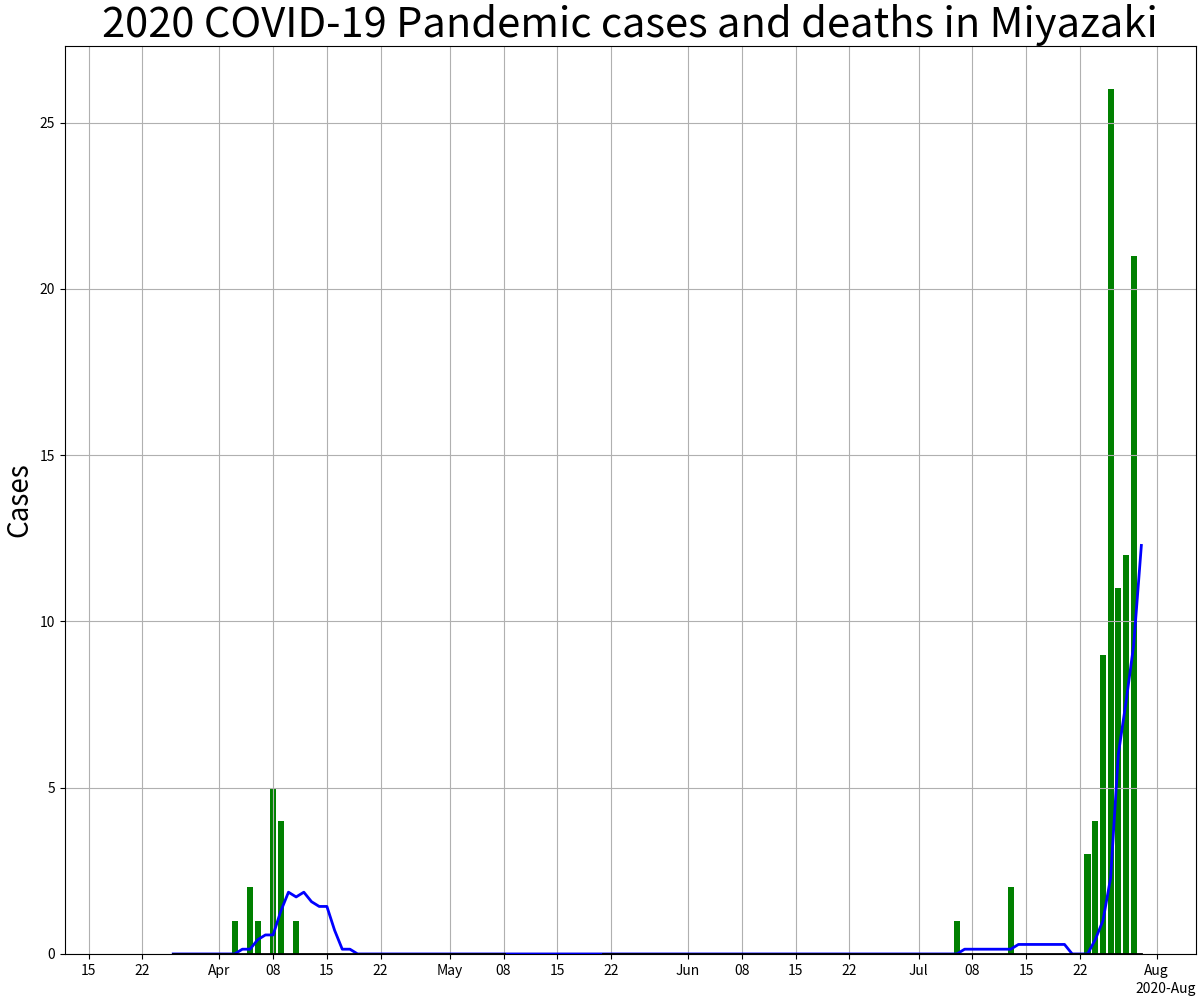 2020 COVID-19 Pandemic cases and deaths in Miyazaki
Cases
25
20
15
10
5
0
15 22 Apr 08 15 22 May 08 15 22 Jun 08 15 22 Jul 08 15 22 Aug
2020-Aug